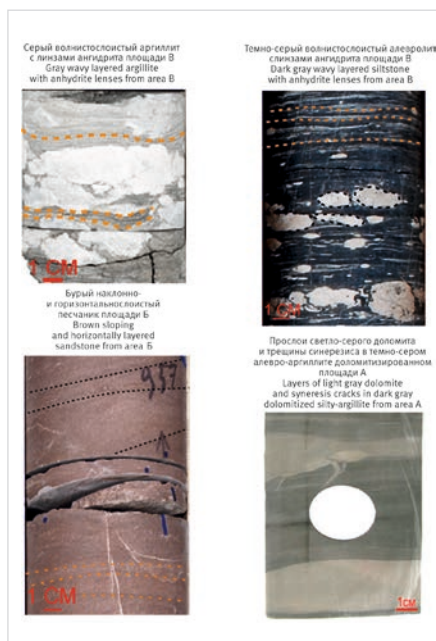 Серый волнистослоистый аргиллит
с линзами ангидрита площади В
Gray wavy layered argillite
with anhydrite lenses from area B
1 СМ
Темно-серый волнистослоистый алевролит
слинзами ангидрита площади В
Dark gray wavy layered siltstone
with anhydrite lenses from area B
1 СМ
Бурый наклонно-
и горизонтальнослоистый
песчаник площади Б
Brown sloping
and horizontally layered
sandstone from area Б
937
1 СМ
Прослои светло-серого доломита
и трещины синерезиса в темно-сером
алевро-аргиллите доломитизированном
площади А
Layers of light gray dolomite
and syneresis cracks in dark gray
dolomitized silty-argillite from area A
1СМ